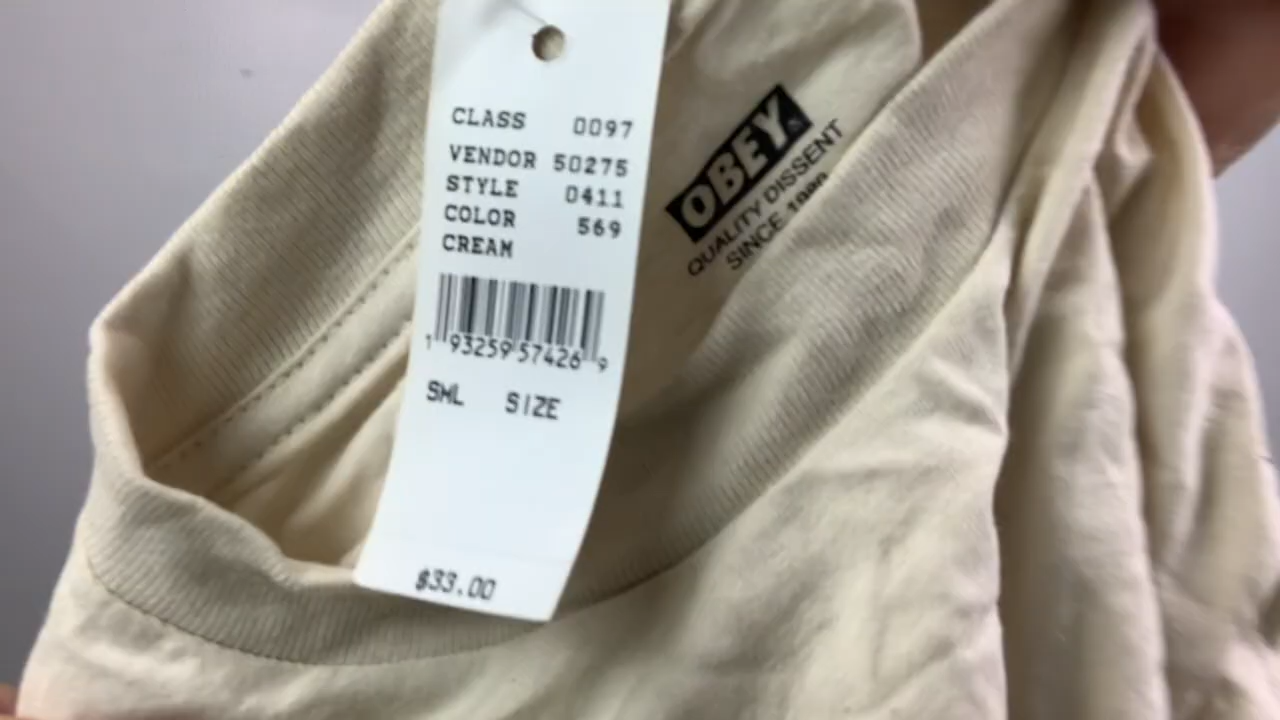 CLASS 0097
VENDOR 50275
STYLE 0411
COLOR 569
CREAM
1 93259 57426 9
SML SIZE
$33.00
OBEY
QUALITY DISSENT
SINCE